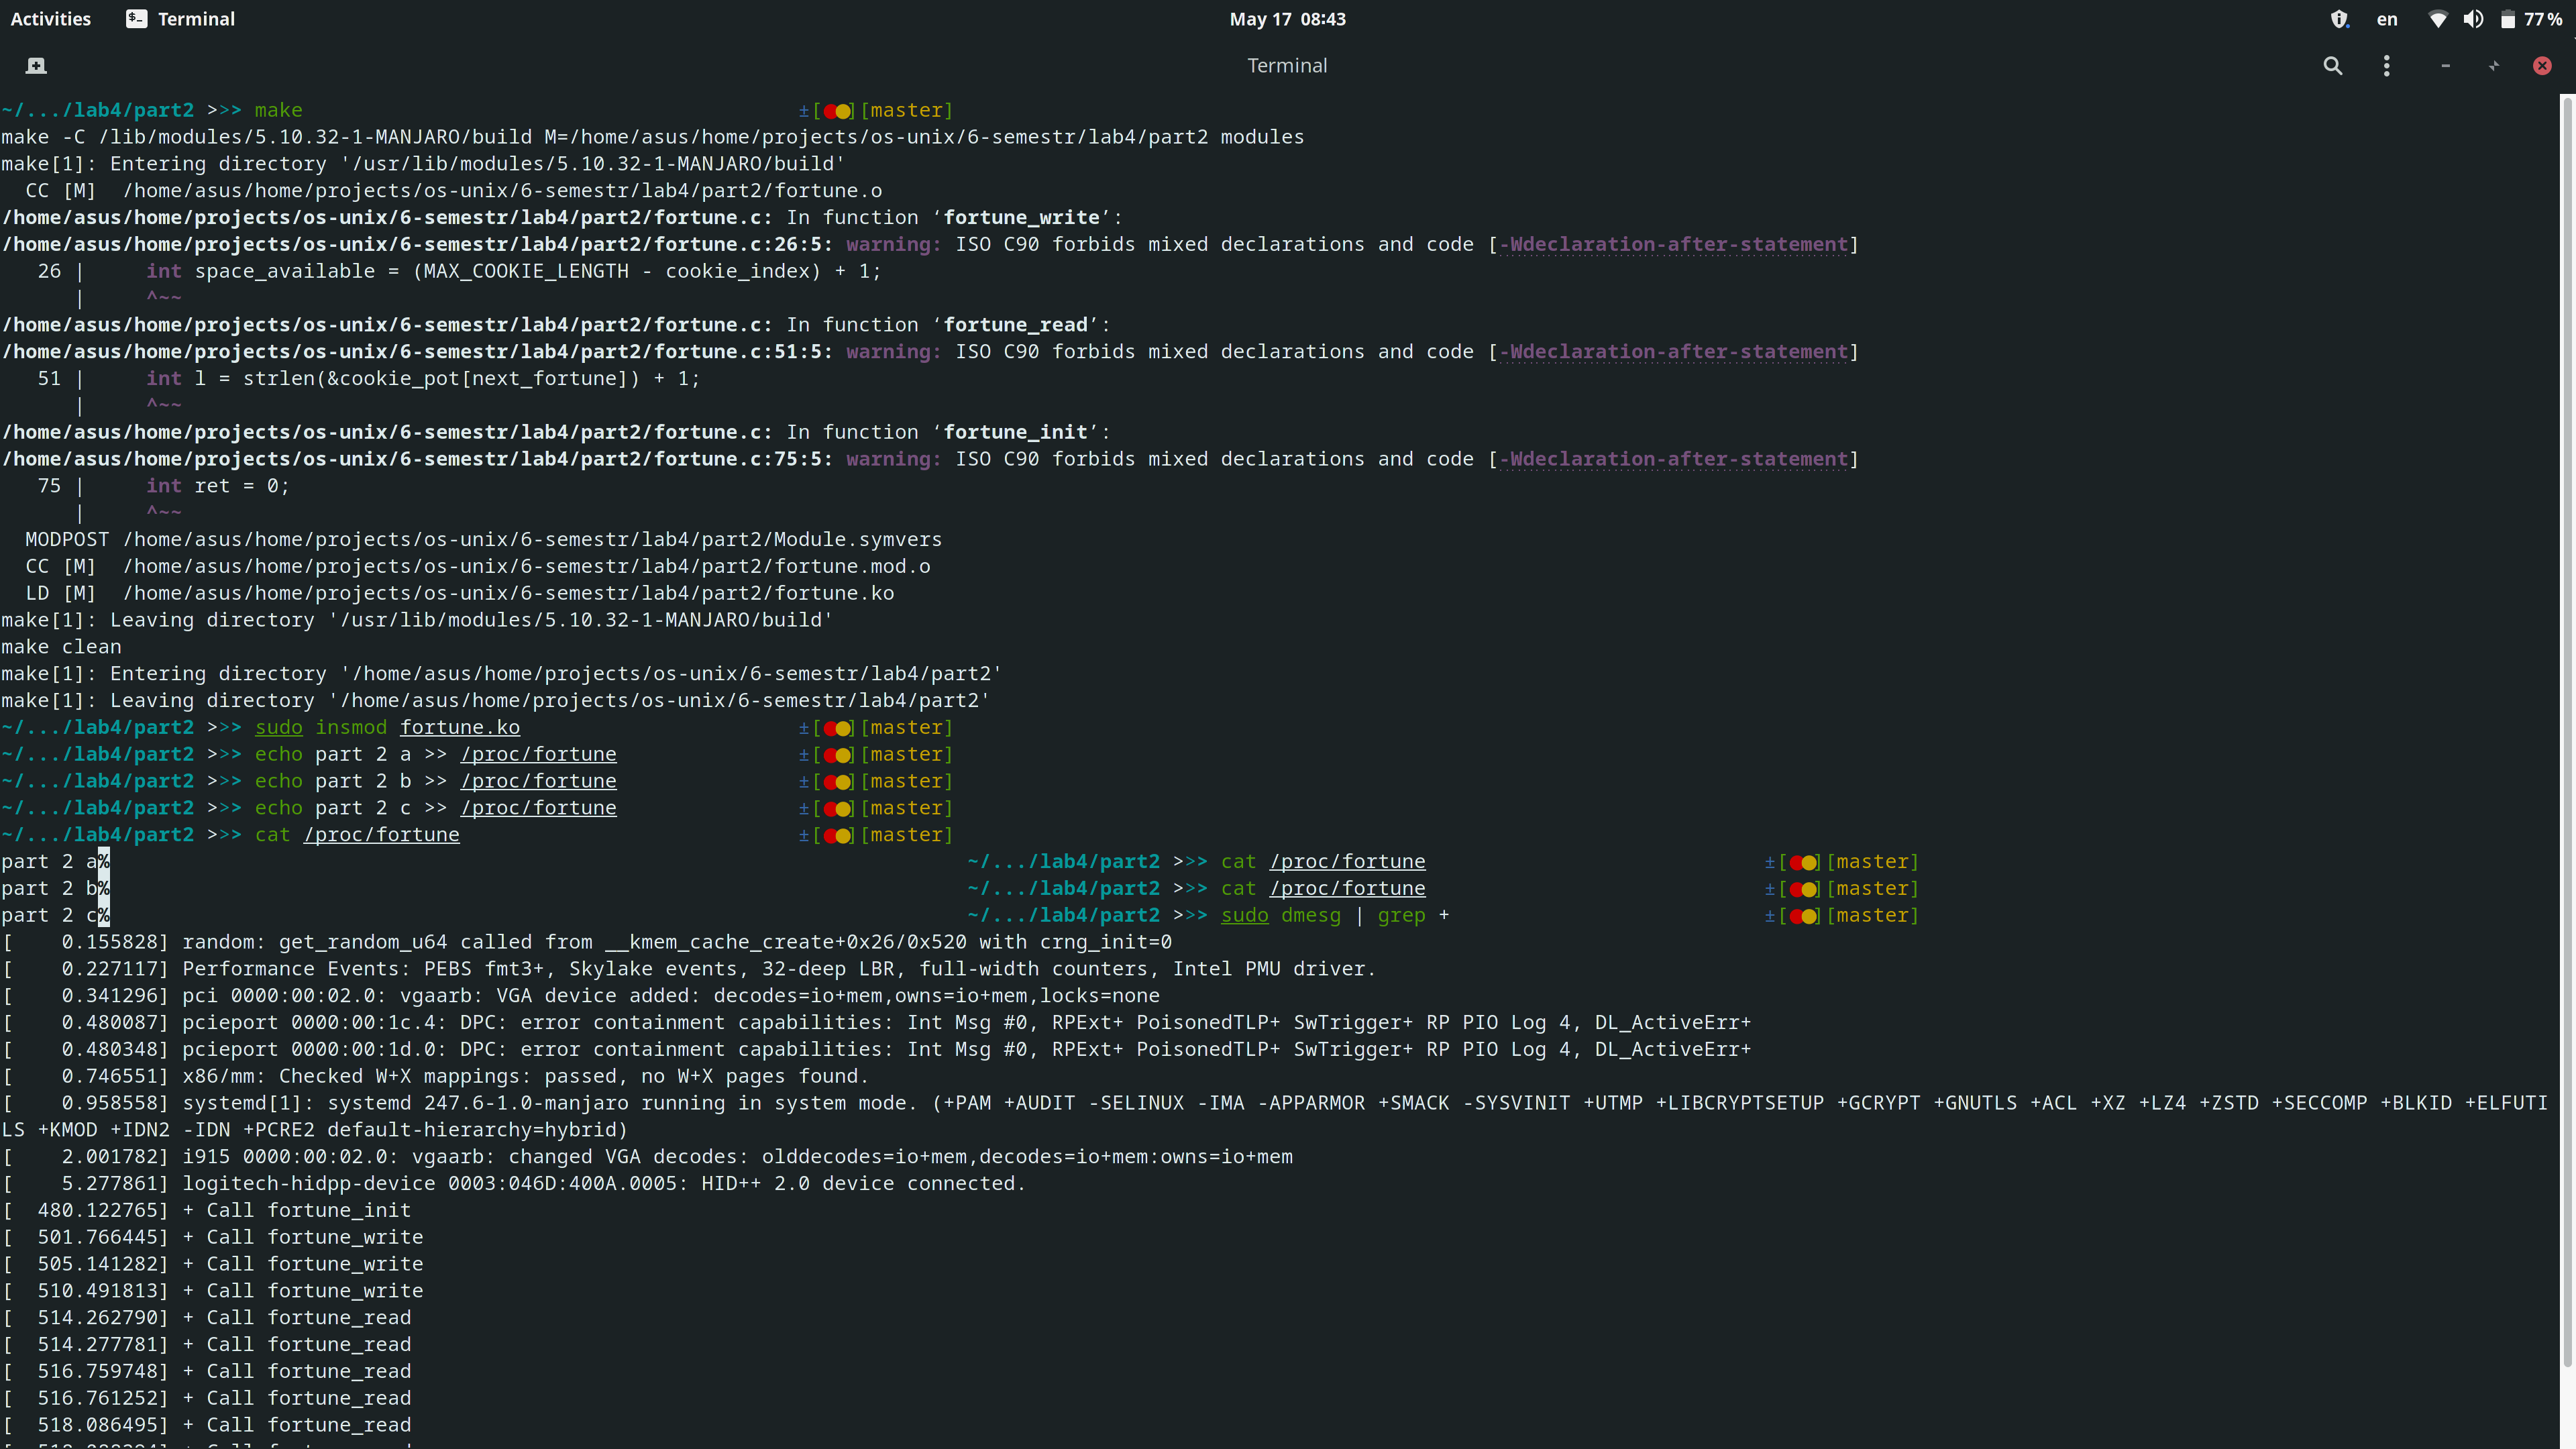 Activities Terminal May 17 08:43 en 77 %
Terminal
~/.../lab4/part2 >>> make ±[●●][master]
make -C /lib/modules/5.10.32-1-MANJARO/build M=/home/asus/home/projects/os-unix/6-semestr/lab4/part2 modules
make[1]: Entering directory '/usr/lib/modules/5.10.32-1-MANJARO/build'
CC [M] /home/asus/home/projects/os-unix/6-semestr/lab4/part2/fortune.o
/home/asus/home/projects/os-unix/6-semestr/lab4/part2/fortune.c: In function ‘fortune_write’:
/home/asus/home/projects/os-unix/6-semestr/lab4/part2/fortune.c:26:5: warning: ISO C90 forbids mixed declarations and code [-Wdeclaration-after-statement]
26 | int space_available = (MAX_COOKIE_LENGTH - cookie_index) + 1;
| ^~~
/home/asus/home/projects/os-unix/6-semestr/lab4/part2/fortune.c: In function ‘fortune_read’:
/home/asus/home/projects/os-unix/6-semestr/lab4/part2/fortune.c:51:5: warning: ISO C90 forbids mixed declarations and code [-Wdeclaration-after-statement]
51 | int l = strlen(&cookie_pot[next_fortune]) + 1;
| ^~~
/home/asus/home/projects/os-unix/6-semestr/lab4/part2/fortune.c: In function ‘fortune_init’:
/home/asus/home/projects/os-unix/6-semestr/lab4/part2/fortune.c:75:5: warning: ISO C90 forbids mixed declarations and code [-Wdeclaration-after-statement]
75 | int ret = 0;
| ^~~
MODPOST /home/asus/home/projects/os-unix/6-semestr/lab4/part2/Module.symvers
CC [M] /home/asus/home/projects/os-unix/6-semestr/lab4/part2/fortune.mod.o
LD [M] /home/asus/home/projects/os-unix/6-semestr/lab4/part2/fortune.ko
make[1]: Leaving directory '/usr/lib/modules/5.10.32-1-MANJARO/build'
make clean
make[1]: Entering directory '/home/asus/home/projects/os-unix/6-semestr/lab4/part2'
make[1]: Leaving directory '/home/asus/home/projects/os-unix/6-semestr/lab4/part2'
~/.../lab4/part2 >>> sudo insmod fortune.ko ±[●●][master]
~/.../lab4/part2 >>> echo part 2 a >> /proc/fortune ±[●●][master]
~/.../lab4/part2 >>> echo part 2 b >> /proc/fortune ±[●●][master]
~/.../lab4/part2 >>> echo part 2 c >> /proc/fortune ±[●●][master]
~/.../lab4/part2 >>> cat /proc/fortune ±[●●][master]
part 2 a% ~/.../lab4/part2 >>> cat /proc/fortune ±[●●][master]
part 2 b% ~/.../lab4/part2 >>> cat /proc/fortune ±[●●][master]
part 2 c% ~/.../lab4/part2 >>> sudo dmesg | grep + ±[●●][master]
[ 0.155828] random: get_random_u64 called from __kmem_cache_create+0x26/0x520 with crng_init=0
[ 0.227117] Performance Events: PEBS fmt3+, Skylake events, 32-deep LBR, full-width counters, Intel PMU driver.
[ 0.341296] pci 0000:00:02.0: vgaarb: VGA device added: decodes=io+mem,owns=io+mem,locks=none
[ 0.480087] pcieport 0000:00:1c.4: DPC: error containment capabilities: Int Msg #0, RPExt+ PoisonedTLP+ SwTrigger+ RP PIO Log 4, DL_ActiveErr+
[ 0.480348] pcieport 0000:00:1d.0: DPC: error containment capabilities: Int Msg #0, RPExt+ PoisonedTLP+ SwTrigger+ RP PIO Log 4, DL_ActiveErr+
[ 0.746551] x86/mm: Checked W+X mappings: passed, no W+X pages found.
[ 0.958558] systemd[1]: systemd 247.6-1.0-manjaro running in system mode. (+PAM +AUDIT -SELINUX -IMA -APPARMOR +SMACK -SYSVINIT +UTMP +LIBCRYPTSETUP +GCRYPT +GNUTLS +ACL +XZ +LZ4 +ZSTD +SECCOMP +BLKID +ELFUTI
LS +KMOD +IDN2 -IDN +PCRE2 default-hierarchy=hybrid)
[ 2.001782] i915 0000:00:02.0: vgaarb: changed VGA decodes: olddecodes=io+mem,decodes=io+mem:owns=io+mem
[ 5.277861] logitech-hidpp-device 0003:046D:400A.0005: HID++ 2.0 device connected.
[ 480.122765] + Call fortune_init
[ 501.766445] + Call fortune_write
[ 505.141282] + Call fortune_write
[ 510.491813] + Call fortune_write
[ 514.262790] + Call fortune_read
[ 514.277781] + Call fortune_read
[ 516.759748] + Call fortune_read
[ 516.761252] + Call fortune_read
[ 518.086495] + Call fortune_read